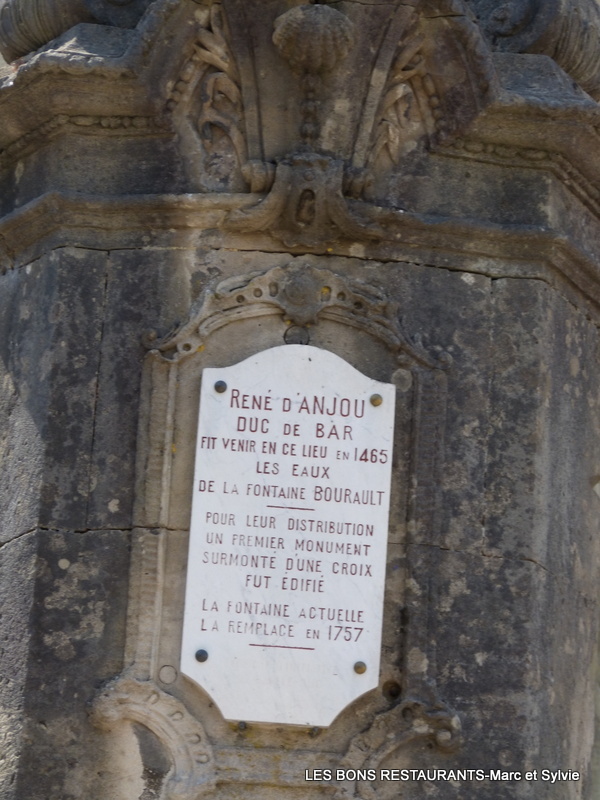 RENÉ D'ANJOU
DUC DE BAR
FIT VENIR EN CE LIEU EN 1465
LES EAUX
DE LA FONTAINE BOURAULT
POUR LEUR DISTRIBUTION
UN PREMIER MONUMENT
SURMONTÉ D'UNE CROIX
FUT ÉDIFIÉ
LA FONTAINE ACTUELLE
LA REMPLACE EN 1757
LES BONS RESTAURANTS-Marc et Sylvie